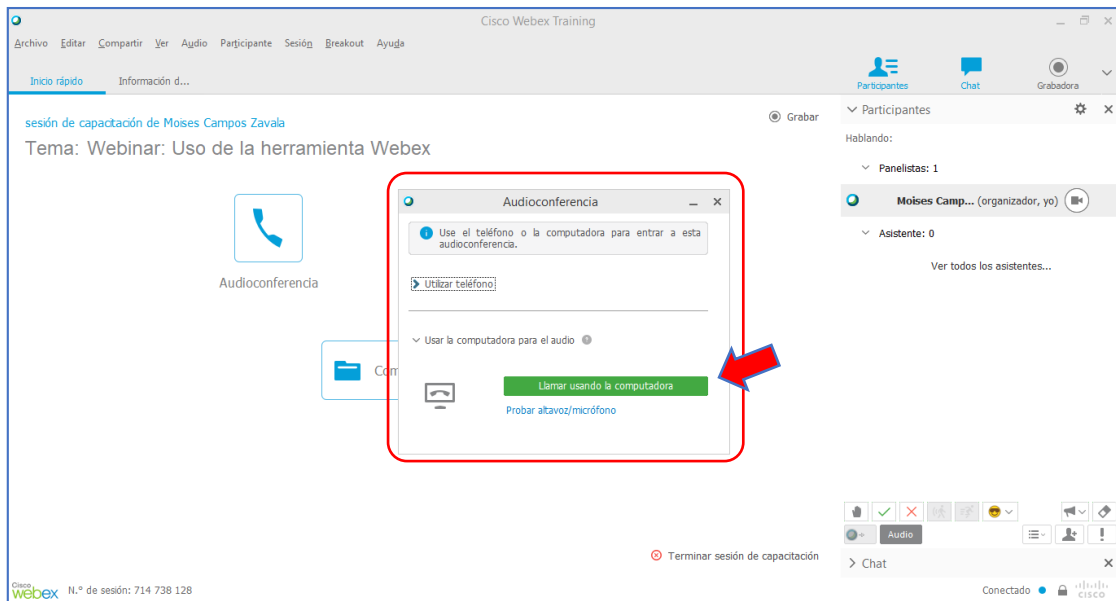 Cisco Webex Training
Archivo Editar Compartir Ver Audio Participante Sesión Breakout Ayuda
Inicio rápido Información d...
Participantes Chat Grabadora
sesión de capacitación de Moises Campos Zavala
Grabar
Tema: Webinar: Uso de la herramienta Webex
Audioconferencia
Com
Audioconferencia
Use el teléfono o la computadora para entrar a esta
audioconferencia.
Utilizar teléfono
Usar la computadora para el audio
Llamar usando la computadora
Probar altavoz/micrófono
Terminar sesión de capacitación
Participantes
Hablando:
Panelistas: 1
Moises Camp... (organizador, yo)
Asistente: 0
Ver todos los asistentes...
Audio
Chat
Cisco
webex N.º de sesión: 714 738 128
Conectado
CISCO